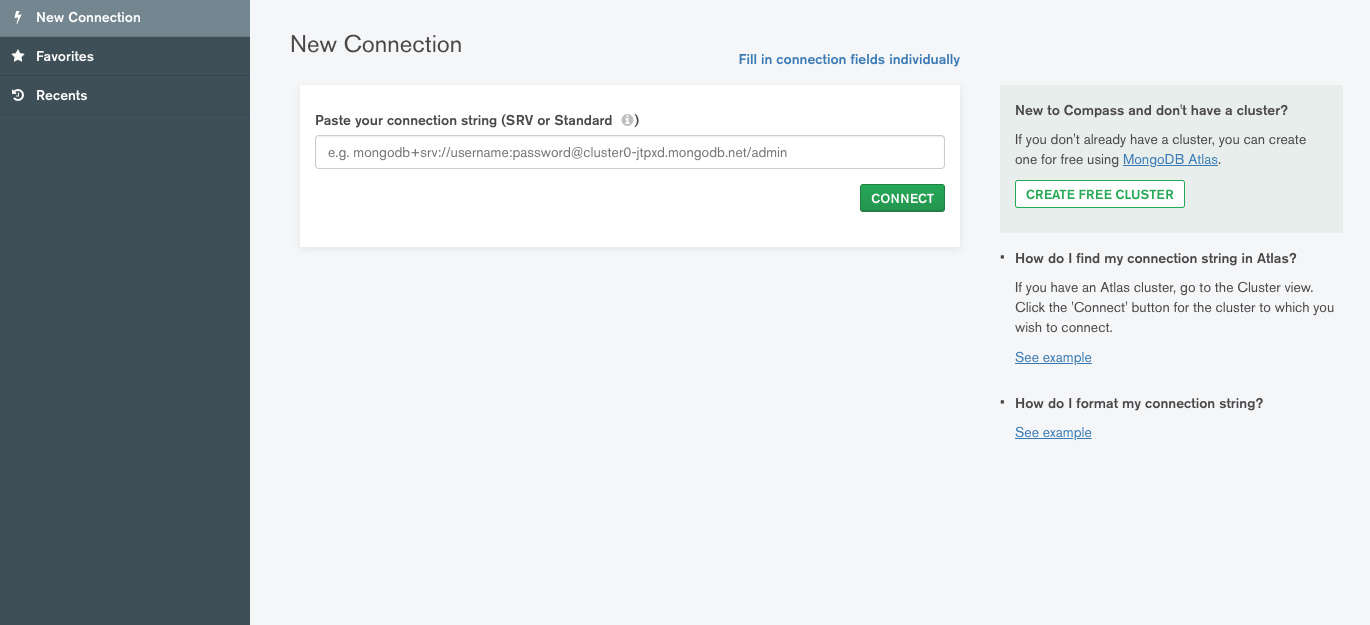 New Connection
Favorites
Recents
New Connection
Fill in connection fields individually
Paste your connection string (SRV or Standard )
e.g. mongodb+srv://username:password@cluster0-jtpxd.mongodb.net/admin
CONNECT
New to Compass and don't have a cluster?
If you don't already have a cluster, you can create
one for free using MongoDB Atlas.
CREATE FREE CLUSTER
How do I find my connection string in Atlas?
If you have an Atlas cluster, go to the Cluster view.
Click the 'Connect' button for the cluster to which you
wish to connect.
See example
How do I format my connection string?
See example